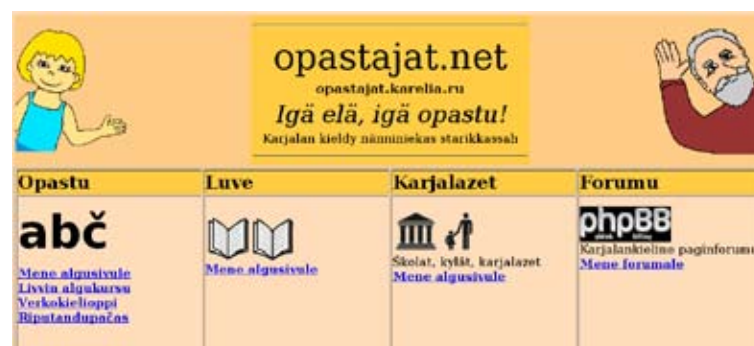 opastajat.net
opastajat.karelia.ru
Igä elä, igä opastu!
Karjalan kieldy nänniniekas starikkassah
Opastu
Luve
Karjalazet
Forumu
abč
Mene algusivule
Livvin algukursu
Verkokielioppi
Riputandupačas
Mene algusivule
Školat, kylät, karjalazet
Mene algusivule
phpBB
Karjalankieline paginforumu
Mene forumale